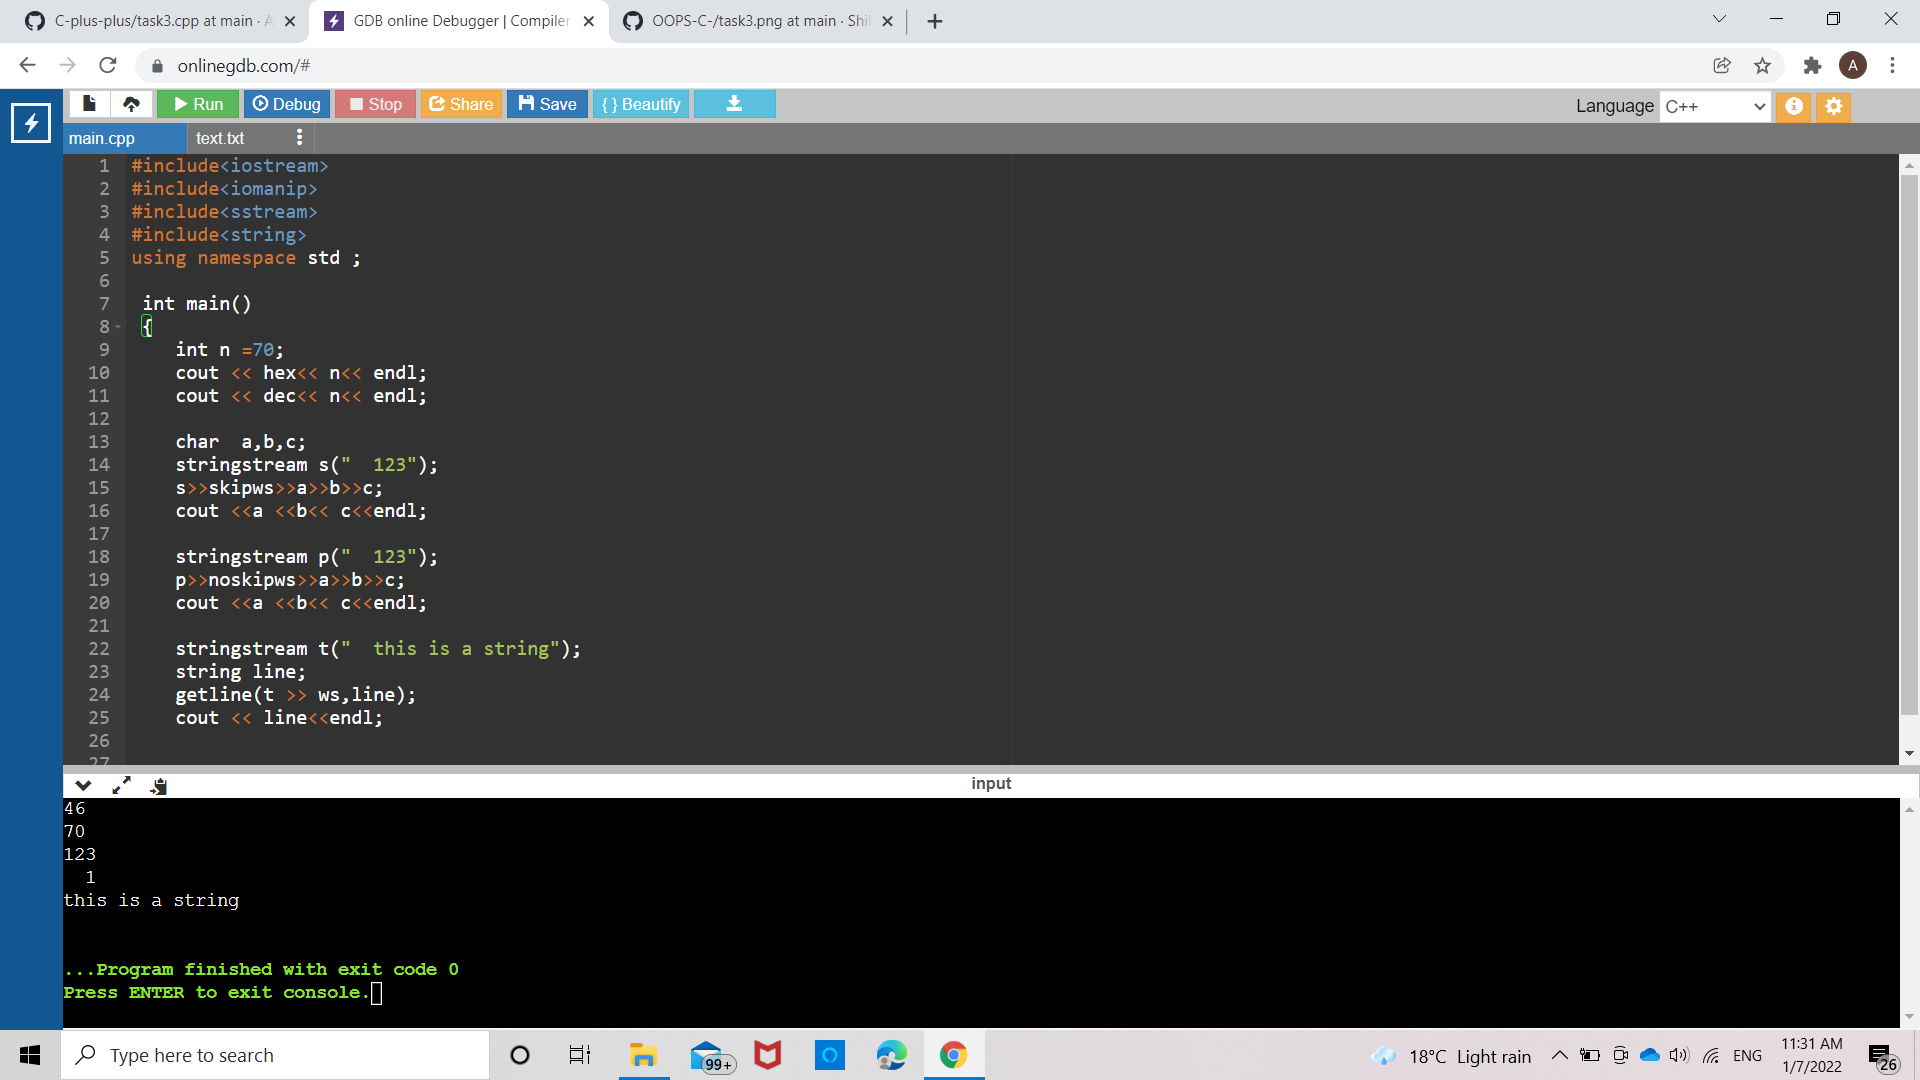 C-plus-plus/task3.cpp at main · A
GDB online Debugger | Compiler
OOPS-C-/task3.png at main · Shi
onlinegdb.com/#
A
Run
Debug
Stop
Share
Save
{ } Beautify
Language C++
main.cpp
text.txt
1 #include<iostream>
2 #include<iomanip>
3 #include<sstream>
4 #include<string>
5 using namespace std ;
6
7 int main()
8 {
9 int n =70;
10 cout << hex<< n<< endl;
11 cout << dec<< n<< endl;
12
13 char  a,b,c;
14 stringstream s("  123");
15 s>>skipws>>a>>b>>c;
16 cout <<a <<b<< c<<endl;
17
18 stringstream p("  123");
19 p>>noskipws>>a>>b>>c;
20 cout <<a <<b<< c<<endl;
21
22 stringstream t("  this is a string");
23 string line;
24 getline(t >> ws,line);
25 cout << line<<endl;
26
27
input
46
70
123
  1
this is a string
...Program finished with exit code 0
Press ENTER to exit console.
Type here to search
99+
18°C Light rain
ENG
11:31 AM
1/7/2022
26